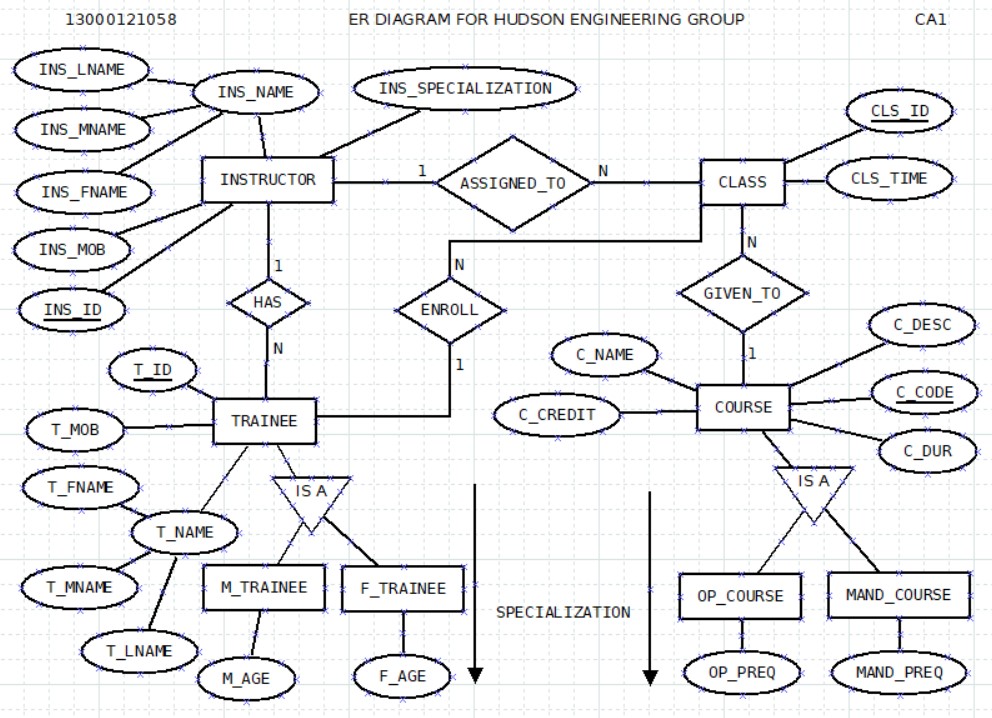 13000121058 ER DIAGRAM FOR HUDSON ENGINEERING GROUP CA1
INS_LNAME
INS_NAME
INS_SPECIALIZATION
INS_MNAME
INS_FNAME
INS_MOB
INS_ID
INSTRUCTOR
1
ASSIGNED_TO
N
CLASS
CLS_ID
CLS_TIME
1
HAS
N
N
ENROLL
1
N
GIVEN_TO
1
C_NAME
C_CREDIT
COURSE
C_DESC
C_CODE
C_DUR
T_ID
T_MOB
TRAINEE
T_FNAME
T_NAME
T_MNAME
T_LNAME
IS A
M_TRAINEE
F_TRAINEE
M_AGE
F_AGE
SPECIALIZATION
IS A
OP_COURSE
MAND_COURSE
OP_PREQ
MAND_PREQ